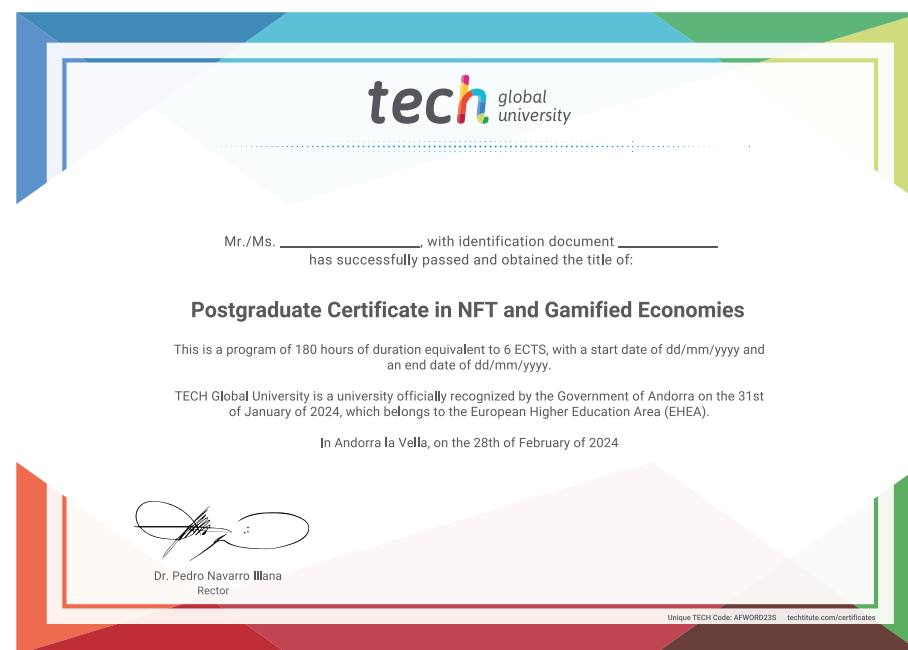 tech global university
Mr./Ms. ____________________, with identification document ______________
has successfully passed and obtained the title of:
Postgraduate Certificate in NFT and Gamified Economies
This is a program of 180 hours of duration equivalent to 6 ECTS, with a start date of dd/mm/yyyy and
an end date of dd/mm/yyyy.
TECH Global University is a university officially recognized by the Government of Andorra on the 31st
of January of 2024, which belongs to the European Higher Education Area (EHEA).
In Andorra la Vella, on the 28th of February of 2024
Dr. Pedro Navarro Illana
Rector
Unique TECH Code: AFWORD23S techtitute.com/certificates